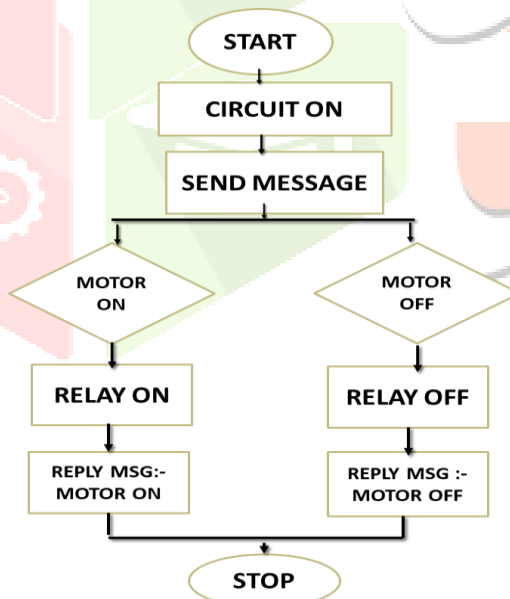 START
CIRCUIT ON
SEND MESSAGE
MOTOR
ON
MOTOR
OFF
RELAY ON
RELAY OFF
REPLY MSG:-
MOTOR ON
REPLY MSG :-
MOTOR OFF
STOP